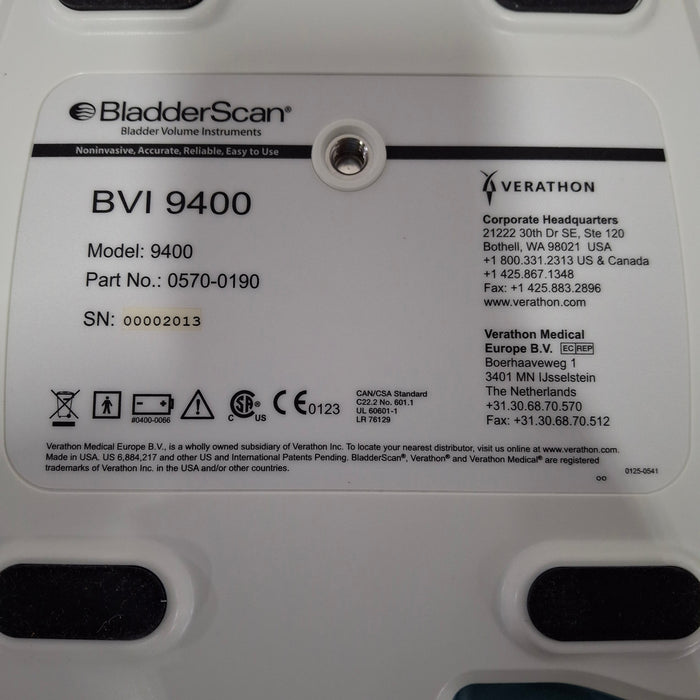 BladderScan®
Bladder Volume Instruments
Noninvasive, Accurate, Reliable, Easy to Use
BVI 9400
Model: 9400
Part No.: 0570-0190
SN: 00002013
VERATHON
Corporate Headquarters
21222 30th Dr SE, Ste 120
Bothell, WA 98021 USA
+1 800.331.2313 US & Canada
+1 425.867.1348
Fax: +1 425.883.2896
www.verathon.com
Verathon Medical
Europe B.V. EC REP
Boerhaaveweg 1
3401 MN IJsselstein
The Netherlands
+31.30.68.70.570
Fax: +31.30.68.70.512
#0400-0066
C SA® US
CE 0123
CAN/CSA Standard
C22.2 No. 601.1
UL 60601-1
LR 76129
Verathon Medical Europe B.V., is a wholly owned subsidiary of Verathon Inc. To locate your nearest distributor, visit us online at www.verathon.com.
Made in USA. US 6,884,217 and other US and International Patents Pending. BladderScan®, Verathon® and Verathon Medical® are registered
trademarks of Verathon Inc. in the USA and/or other countries.
0125-0541